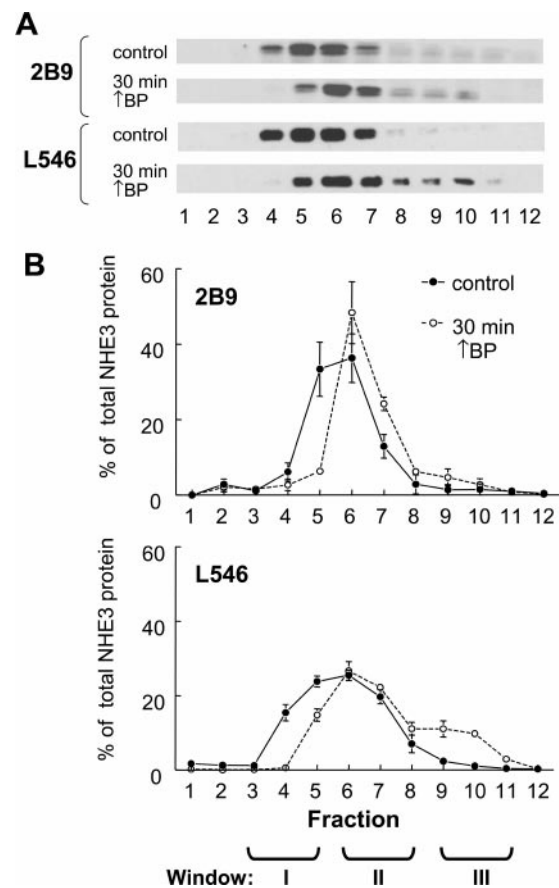 A
2B9
control
30 min
↑BP
L546
control
30 min
↑BP
1 2 3 4 5 6 7 8 9 10 11 12
B
% of total NHE3 protein
60
40
20
0
2B9
control
30 min
↑BP
1 2 3 4 5 6 7 8 9 10 11 12
% of total NHE3 protein
60
40
20
0
L546
1 2 3 4 5 6 7 8 9 10 11 12
Fraction
Window: I II III